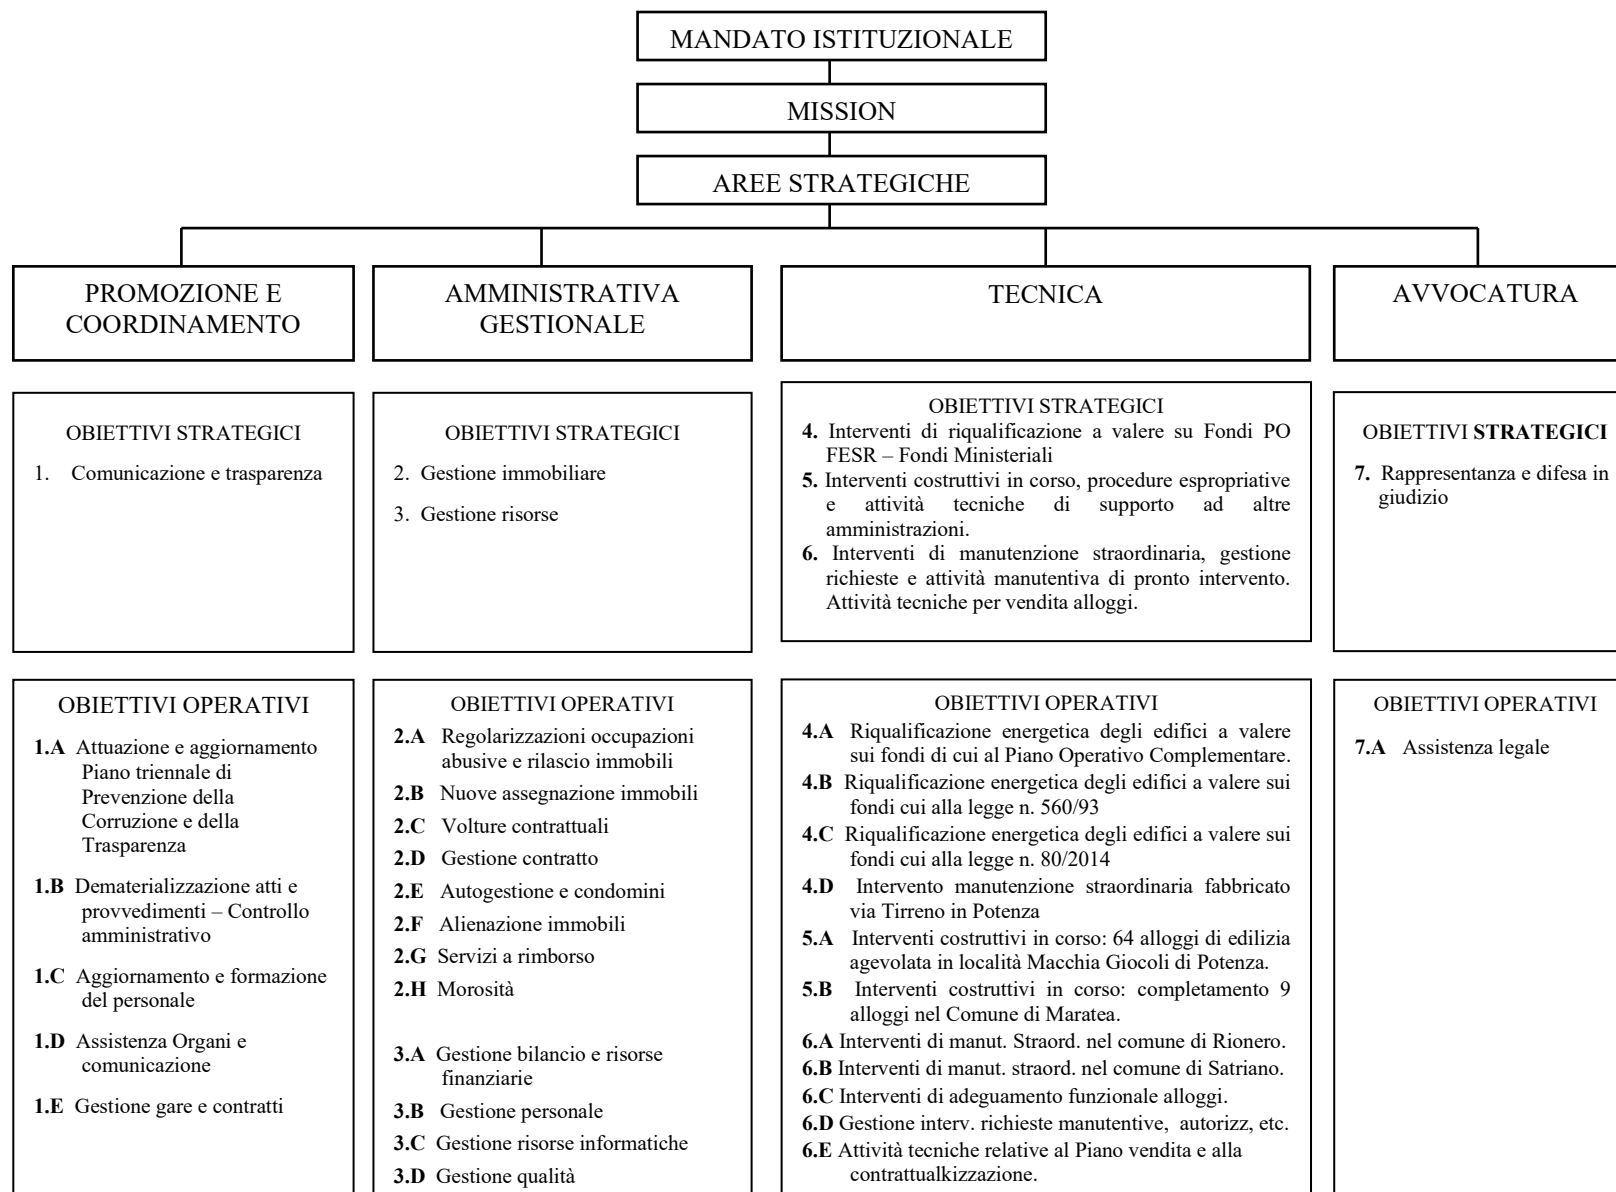 MANDATO ISTITUZIONALE
MISSION
AREE STRATEGICHE
PROMOZIONE E
COORDINAMENTO
AMMINISTRATIVA
GESTIONALE
TECNICA
AVVOCATURA
OBIETTIVI STRATEGICI
1. Comunicazione e trasparenza
OBIETTIVI STRATEGICI
2. Gestione immobiliare
3. Gestione risorse
OBIETTIVI STRATEGICI
4. Interventi di riqualificazione a valere su Fondi PO
FESR – Fondi Ministeriali
5. Interventi costruttivi in corso, procedure espropriative
e attività tecniche di supporto ad altre
amministrazioni.
6. Interventi di manutenzione straordinaria, gestione
richieste e attività manutentiva di pronto intervento.
Attività tecniche per vendita alloggi.
OBIETTIVI STRATEGICI
7. Rappresentanza e difesa in
giudizio
OBIETTIVI OPERATIVI
1.A Attuazione e aggiornamento
Piano triennale di
Prevenzione della
Corruzione e della
Trasparenza
1.B Dematerializzazione atti e
provvedimenti – Controllo
amministrativo
1.C Aggiornamento e formazione
del personale
1.D Assistenza Organi e
comunicazione
1.E Gestione gare e contratti
OBIETTIVI OPERATIVI
2.A Regolarizzazioni occupazioni
abusive e rilascio immobili
2.B Nuove assegnazione immobili
2.C Volture contrattuali
2.D Gestione contratto
2.E Autogestione e condomini
2.F Alienazione immobili
2.G Servizi a rimborso
2.H Morosità
3.A Gestione bilancio e risorse
finanziarie
3.B Gestione personale
3.C Gestione risorse informatiche
3.D Gestione qualità
OBIETTIVI OPERATIVI
4.A Riqualificazione energetica degli edifici a valere
sui fondi di cui al Piano Operativo Complementare.
4.B Riqualificazione energetica degli edifici a valere sui
fondi cui alla legge n. 560/93
4.C Riqualificazione energetica degli edifici a valere sui
fondi cui alla legge n. 80/2014
4.D Intervento manutenzione straordinaria fabbricato
via Tirreno in Potenza
5.A Interventi costruttivi in corso: 64 alloggi di edilizia
agevolata in località Macchia Giocoli di Potenza.
5.B Interventi costruttivi in corso: completamento 9
alloggi nel Comune di Maratea.
6.A Interventi di manut. Straord. nel comune di Rionero.
6.B Interventi di manut. straord. nel comune di Satriano.
6.C Interventi di adeguamento funzionale alloggi.
6.D Gestione interv. richieste manutentive, autorizz, etc.
6.E Attività tecniche relative al Piano vendita e alla
contrattualkizzazione.
OBIETTIVI OPERATIVI
7.A Assistenza legale